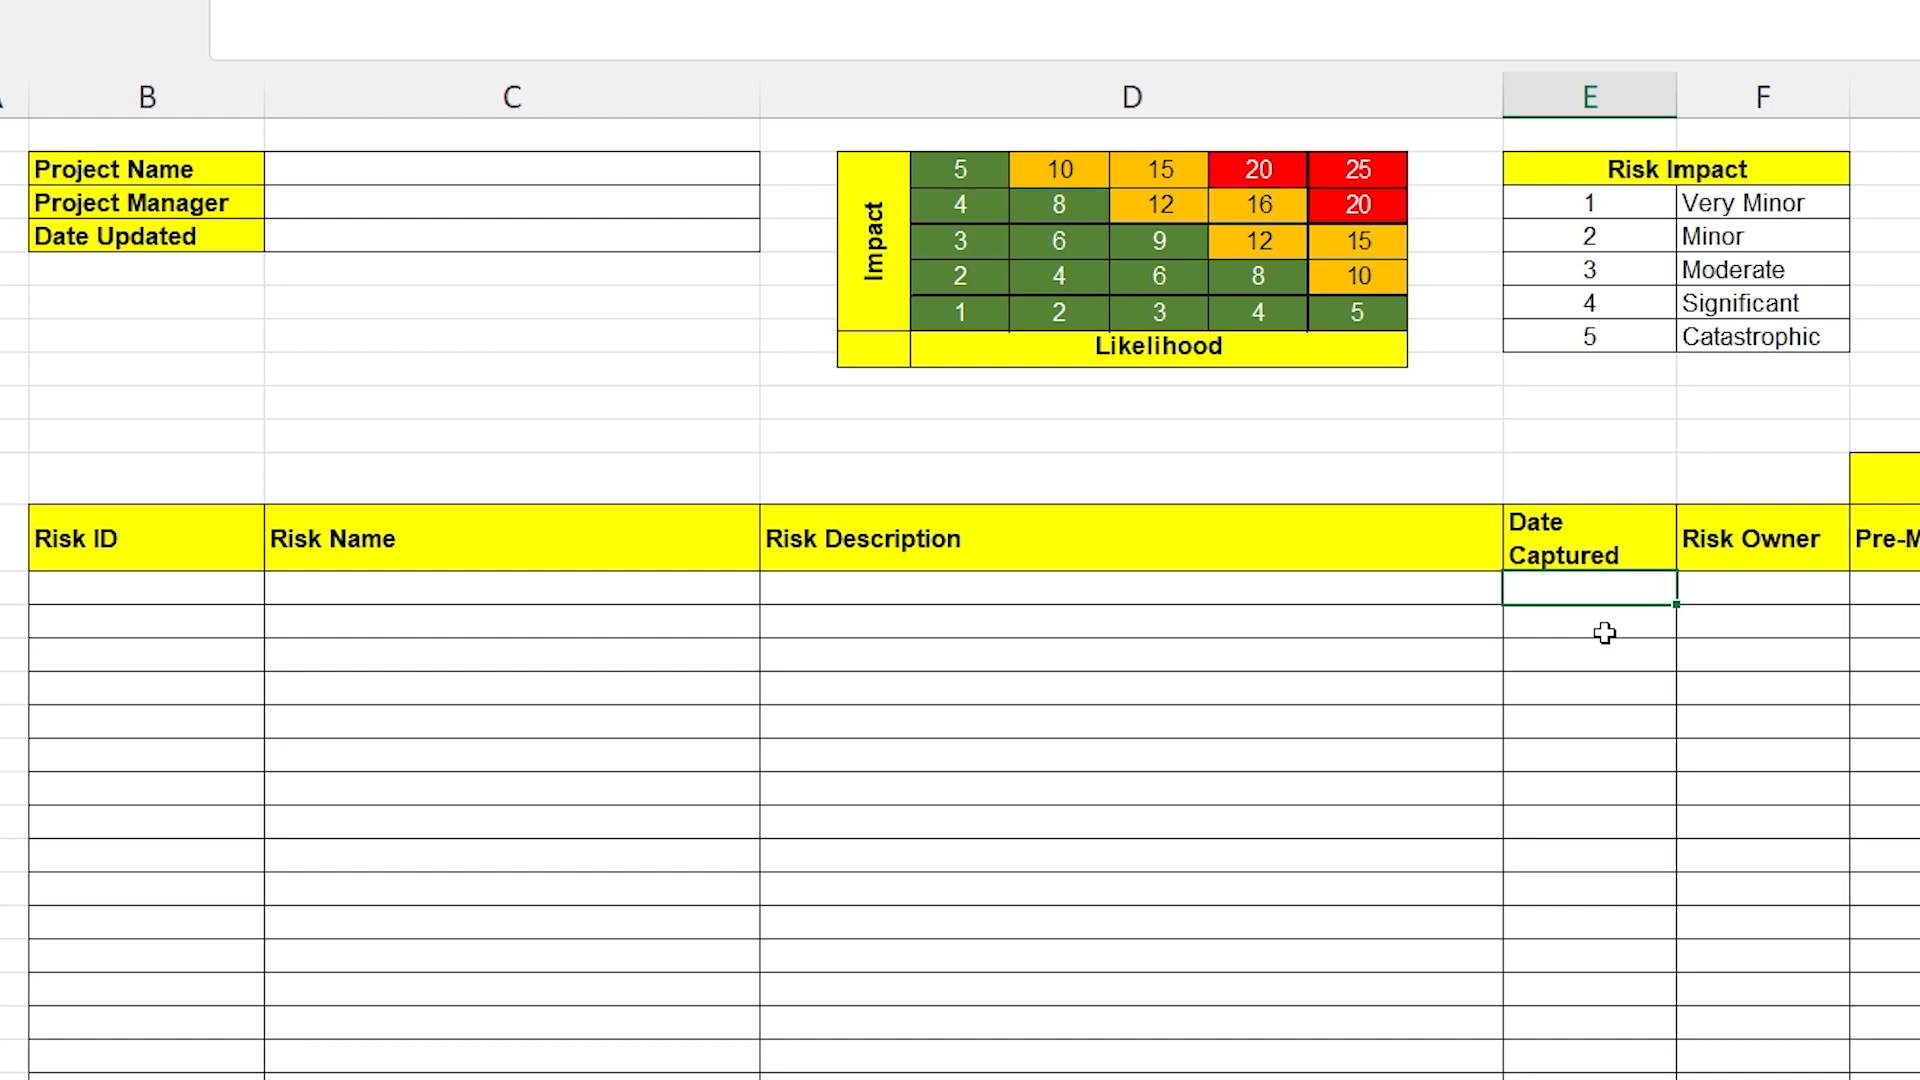 B C D E F
Project Name
Project Manager
Date Updated
Impact
5 10 15 20 25
4 8 12 16 20
3 6 9 12 15
2 4 6 8 10
1 2 3 4 5
Likelihood
Risk Impact
1 Very Minor
2 Minor
3 Moderate
4 Significant
5 Catastrophic
Risk ID
Risk Name
Risk Description
Date
Captured
Risk Owner
Pre-M